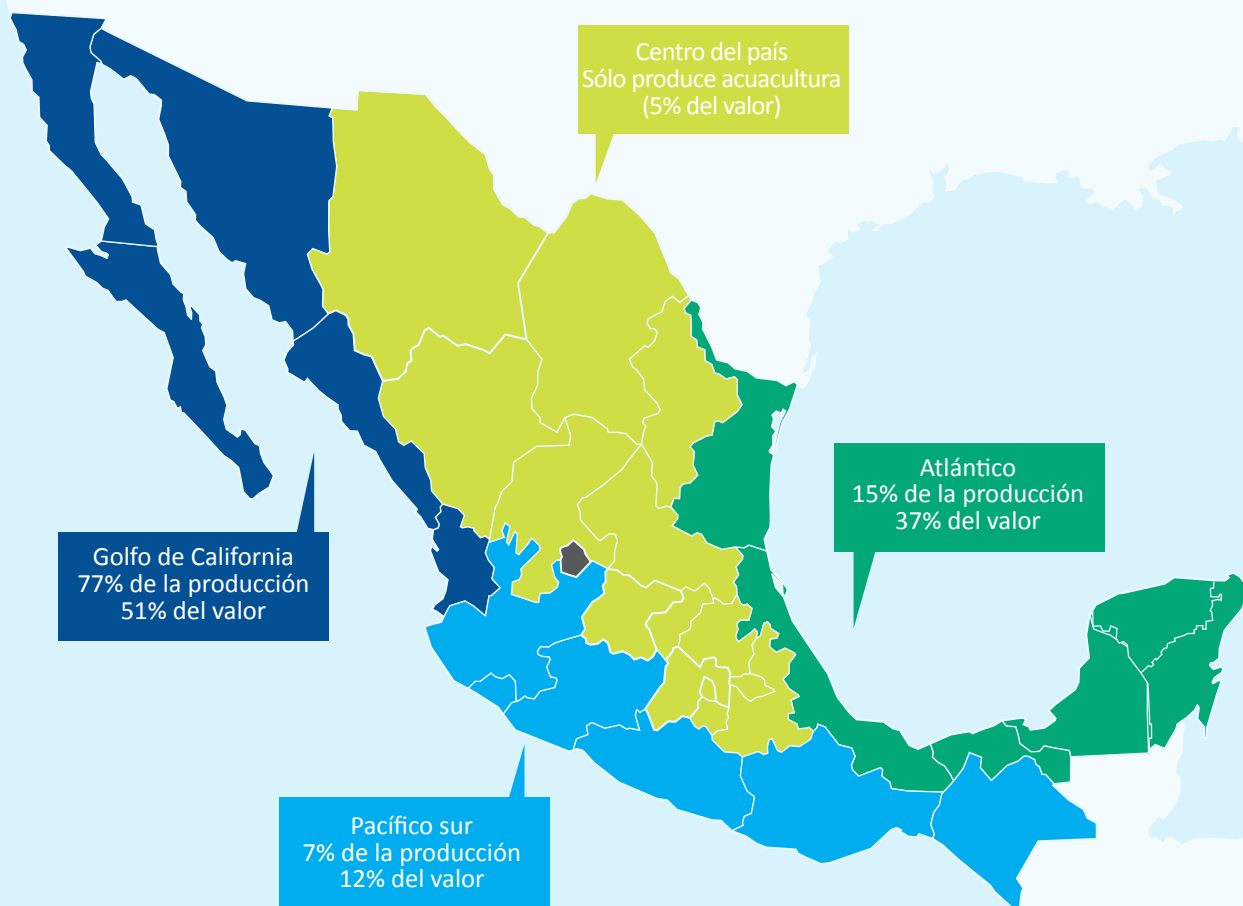 Centro del país
Sólo produce acuacultura
(5% del valor)
Atlántico
15% de la producción
37% del valor
Golfo de California
77% de la producción
51% del valor
Pacífico sur
7% de la producción
12% del valor